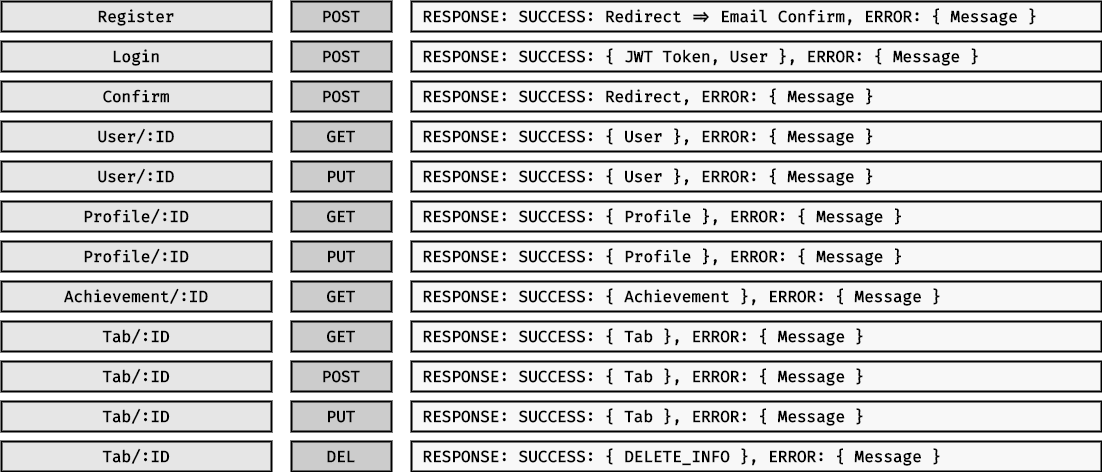 Register POST RESPONSE: SUCCESS: Redirect ⇒ Email Confirm, ERROR: { Message }
Login POST RESPONSE: SUCCESS: { JWT Token, User }, ERROR: { Message }
Confirm POST RESPONSE: SUCCESS: Redirect, ERROR: { Message }
User/:ID GET RESPONSE: SUCCESS: { User }, ERROR: { Message }
User/:ID PUT RESPONSE: SUCCESS: { User }, ERROR: { Message }
Profile/:ID GET RESPONSE: SUCCESS: { Profile }, ERROR: { Message }
Profile/:ID PUT RESPONSE: SUCCESS: { Profile }, ERROR: { Message }
Achievement/:ID GET RESPONSE: SUCCESS: { Achievement }, ERROR: { Message }
Tab/:ID GET RESPONSE: SUCCESS: { Tab }, ERROR: { Message }
Tab/:ID POST RESPONSE: SUCCESS: { Tab }, ERROR: { Message }
Tab/:ID PUT RESPONSE: SUCCESS: { Tab }, ERROR: { Message }
Tab/:ID DEL RESPONSE: SUCCESS: { DELETE_INFO }, ERROR: { Message }